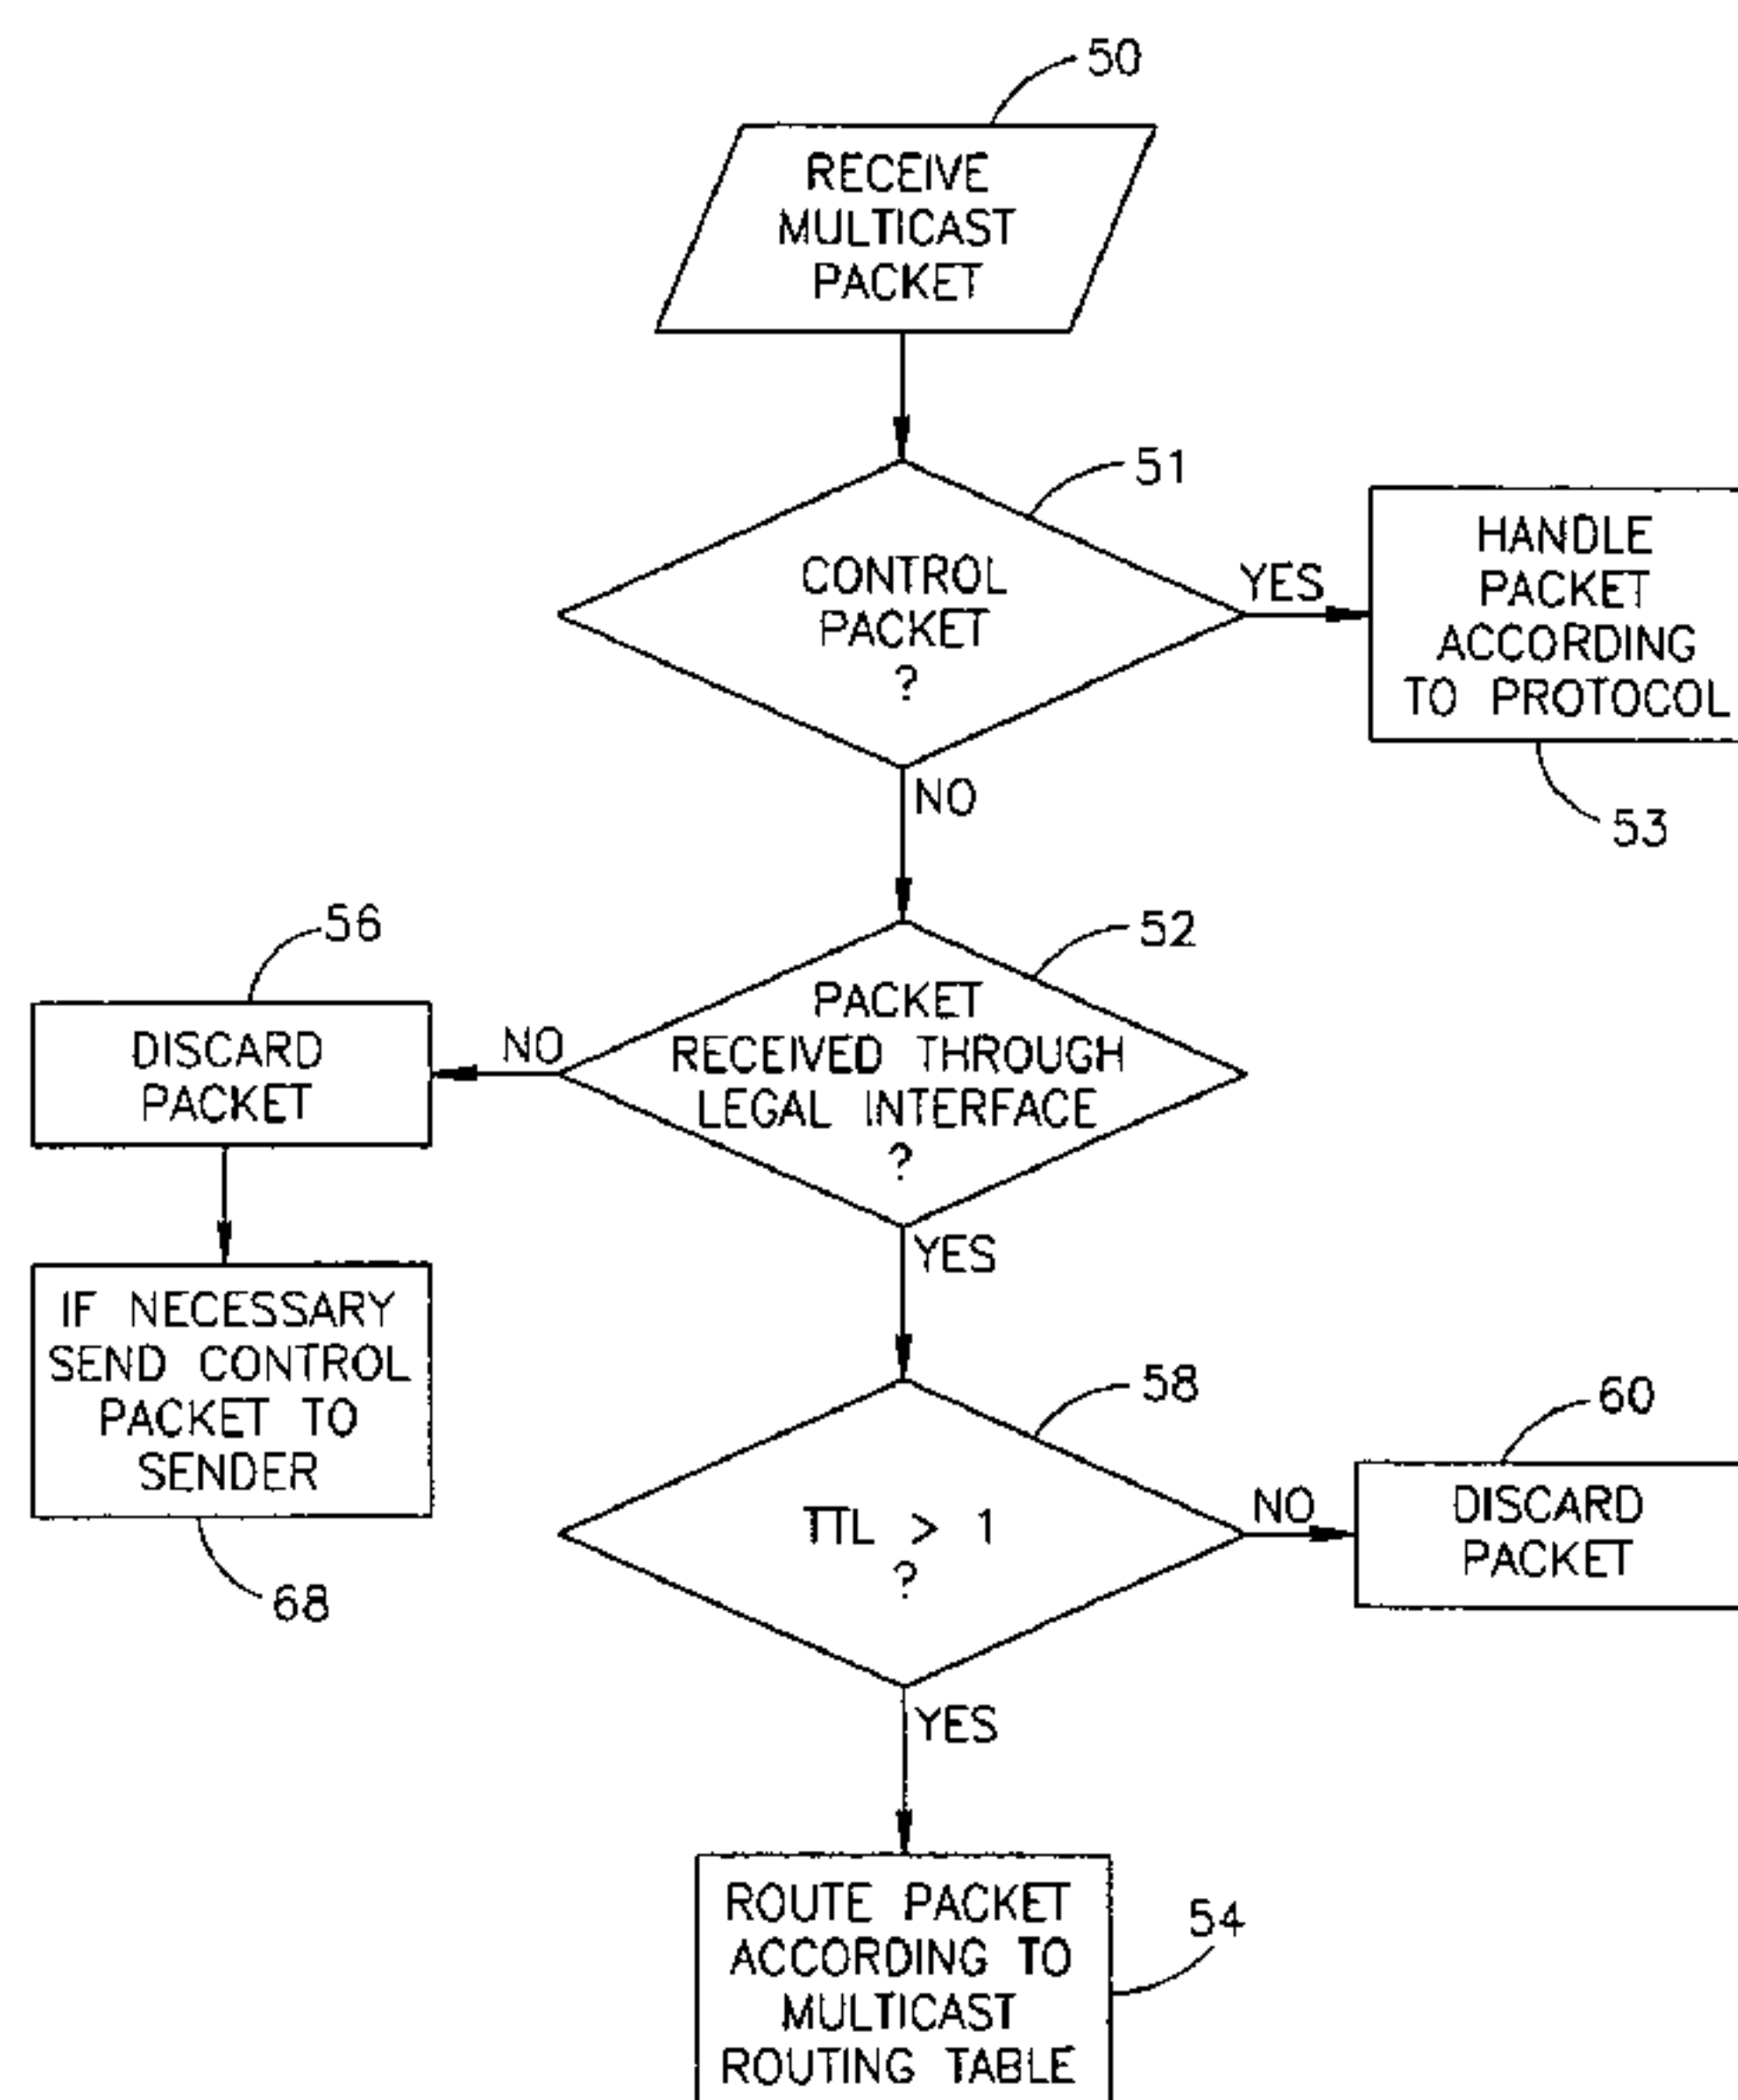 50
RECEIVE
MULTICAST
PACKET
51
CONTROL
PACKET
?
YES
HANDLE
PACKET
ACCORDING
TO PROTOCOL
53
NO
52
PACKET
RECEIVED THROUGH
LEGAL INTERFACE
?
NO
56
DISCARD
PACKET
IF NECESSARY
SEND CONTROL
PACKET TO
SENDER
68
YES
58
TTL > 1
?
NO
60
DISCARD
PACKET
YES
ROUTE PACKET
ACCORDING TO
MULTICAST
ROUTING TABLE
54